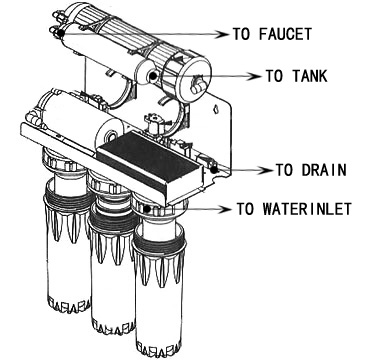 TO FAUCET
TO TANK
TO DRAIN
TO WATERINLET